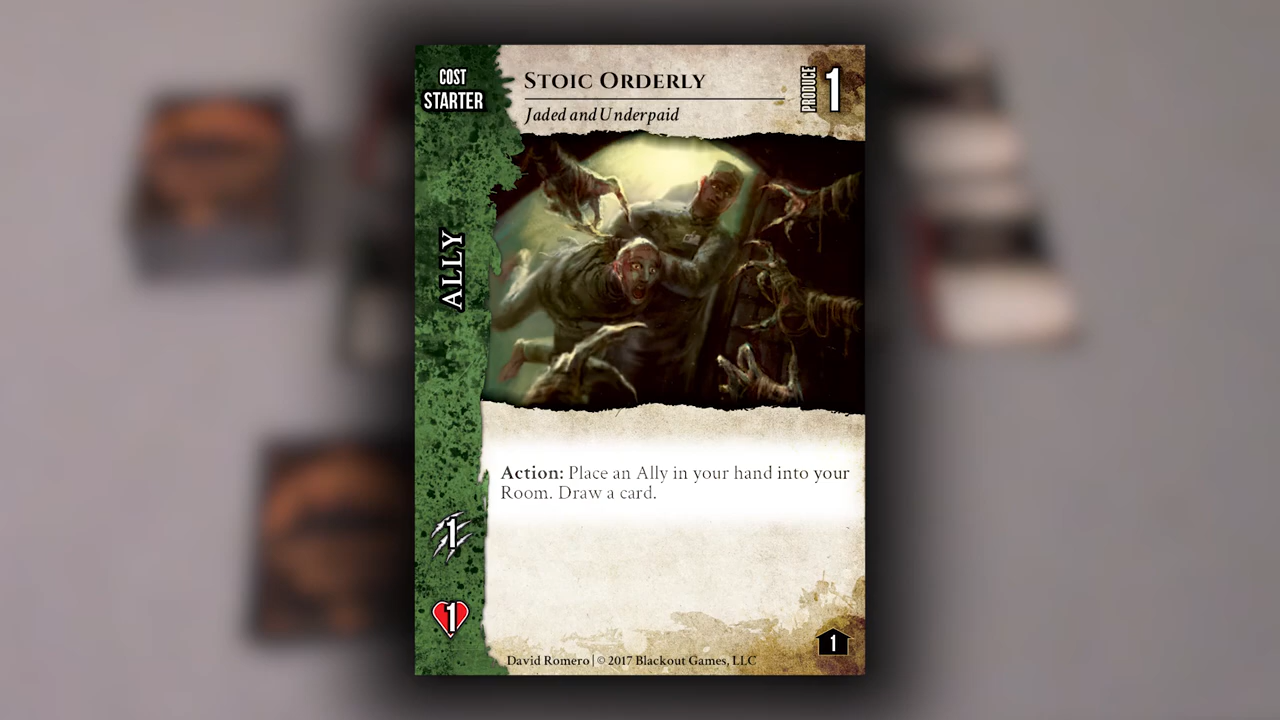 COST
STARTER
STOIC ORDERLY
Jaded and Underpaid
PRODUCE 1
ALLY
Action: Place an Ally in your hand into your
Room. Draw a card.
1
1
1
David Romero | © 2017 Blackout Games, LLC